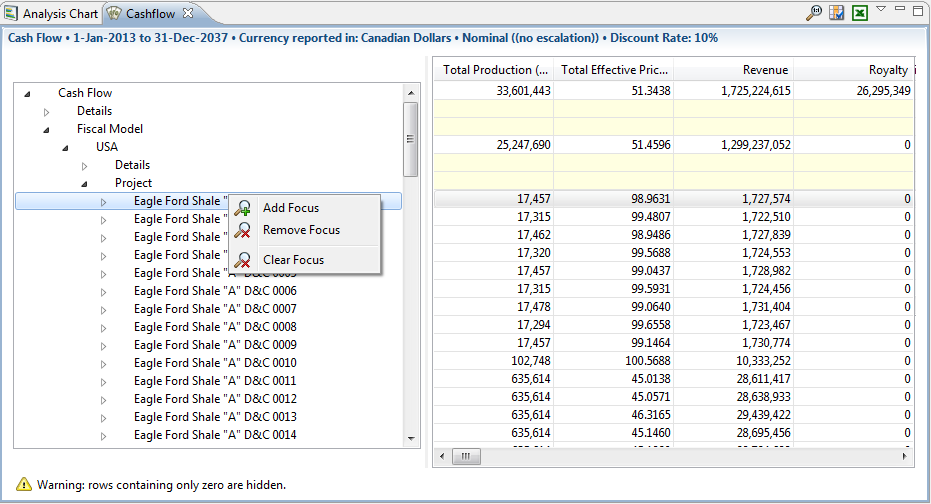 Analysis Chart Cashflow
Cash Flow • 1-Jan-2013 to 31-Dec-2037 • Currency reported in: Canadian Dollars • Nominal ((no escalation)) • Discount Rate: 10%
Total Production (... Total Effective Pric... Revenue Royalty
Cash Flow 33,601,443 51.3438 1,725,224,615 26,295,349
Details
Fiscal Model
USA 25,247,690 51.4596 1,299,237,052 0
Details
Project
Eagle Ford Shale " 17,457 98.9631 1,727,574 0
Eagle Ford Shale " 17,315 99.4807 1,722,510 0
Eagle Ford Shale " 17,462 98.9486 1,727,839 0
Eagle Ford Shale " 17,320 99.5688 1,724,553 0
Eagle Ford Shale "A" D&C 0005 17,457 99.0437 1,728,982 0
Eagle Ford Shale "A" D&C 0006 17,315 99.5931 1,724,456 0
Eagle Ford Shale "A" D&C 0007 17,478 99.0640 1,731,404 0
Eagle Ford Shale "A" D&C 0008 17,294 99.6558 1,723,467 0
Eagle Ford Shale "A" D&C 0009 17,457 99.1464 1,730,774 0
Eagle Ford Shale "A" D&C 0010 102,748 100.5688 10,333,252 0
Eagle Ford Shale "A" D&C 0011 635,614 45.0138 28,611,417 0
Eagle Ford Shale "A" D&C 0012 635,614 45.0571 28,638,933 0
Eagle Ford Shale "A" D&C 0013 635,614 46.3165 29,439,422 0
Eagle Ford Shale "A" D&C 0014 635,614 45.1460 28,695,456 0
Add Focus
Remove Focus
Clear Focus
Warning: rows containing only zero are hidden.